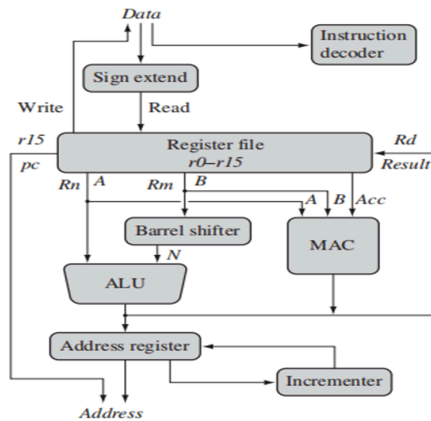 Data
Instruction
decoder
Sign extend
Write
Read
r15
Register file
Rd
pc
r0–r15
Result
Rn
A
Rm
B
A
B
Acc
Barrel shifter
MAC
N
ALU
Address register
Incrementer
Address